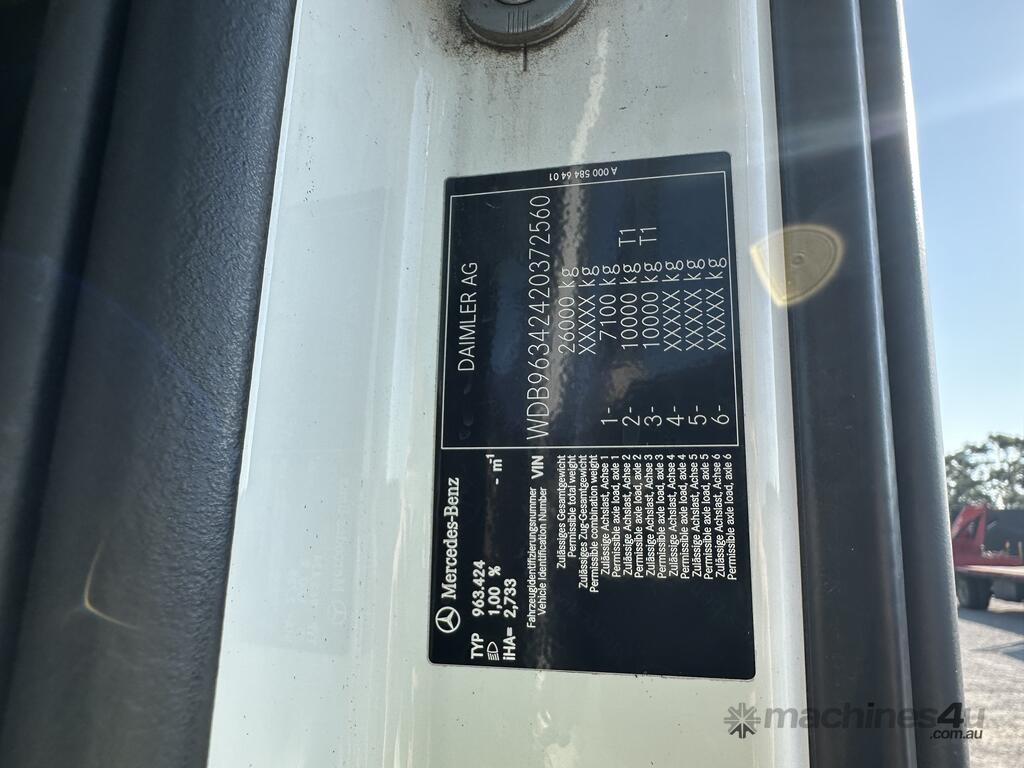 A 000 584 64 01
Mercedes-Benz DAIMLER AG
TYP 963.424
1,00 % - m⁻¹
iHA= 2,733
Fahrzeugidentifizierungsnummer
Vehicle Identification Number VIN WDB9634242037256​0
Zulässiges Gesamtgewicht
Permissible total weight 26000 kg
Zulässiges Zug-Gesamtgewicht
Permissible combination weight XXXXX kg
Zulässige Achslast, Achse 1
Permissible axle load, axle 1 1- 7100 kg
Zulässige Achslast, Achse 2
Permissible axle load, axle 2 2- 10000 kg T1
Zulässige Achslast, Achse 3
Permissible axle load, axle 3 3- 10000 kg T1
Zulässige Achslast, Achse 4
Permissible axle load, axle 4 4- XXXXX kg
Zulässige Achslast, Achse 5
Permissible axle load, axle 5 5- XXXXX kg
Zulässige Achslast, Achse 6
Permissible axle load, axle 6 6- XXXXX kg
machines4u
.com.au